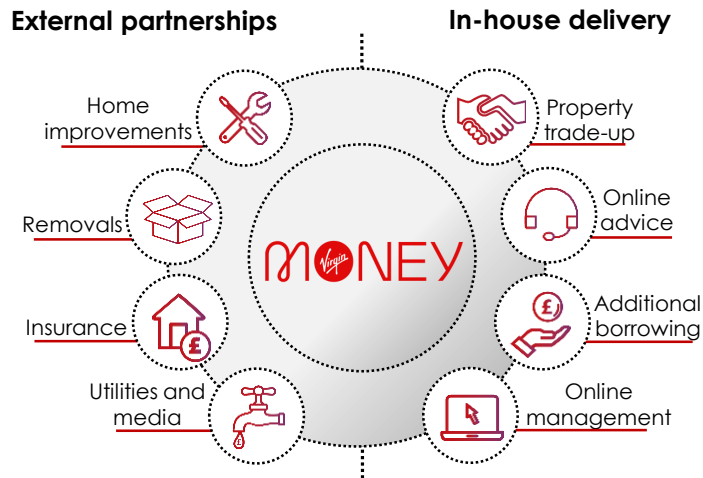 External partnerships
In-house delivery
Home
improvements
Property
trade-up
Removals
Online
advice
Virgin
MONEY
Insurance
£
£
Additional
borrowing
Utilities and
media
£
Online
management